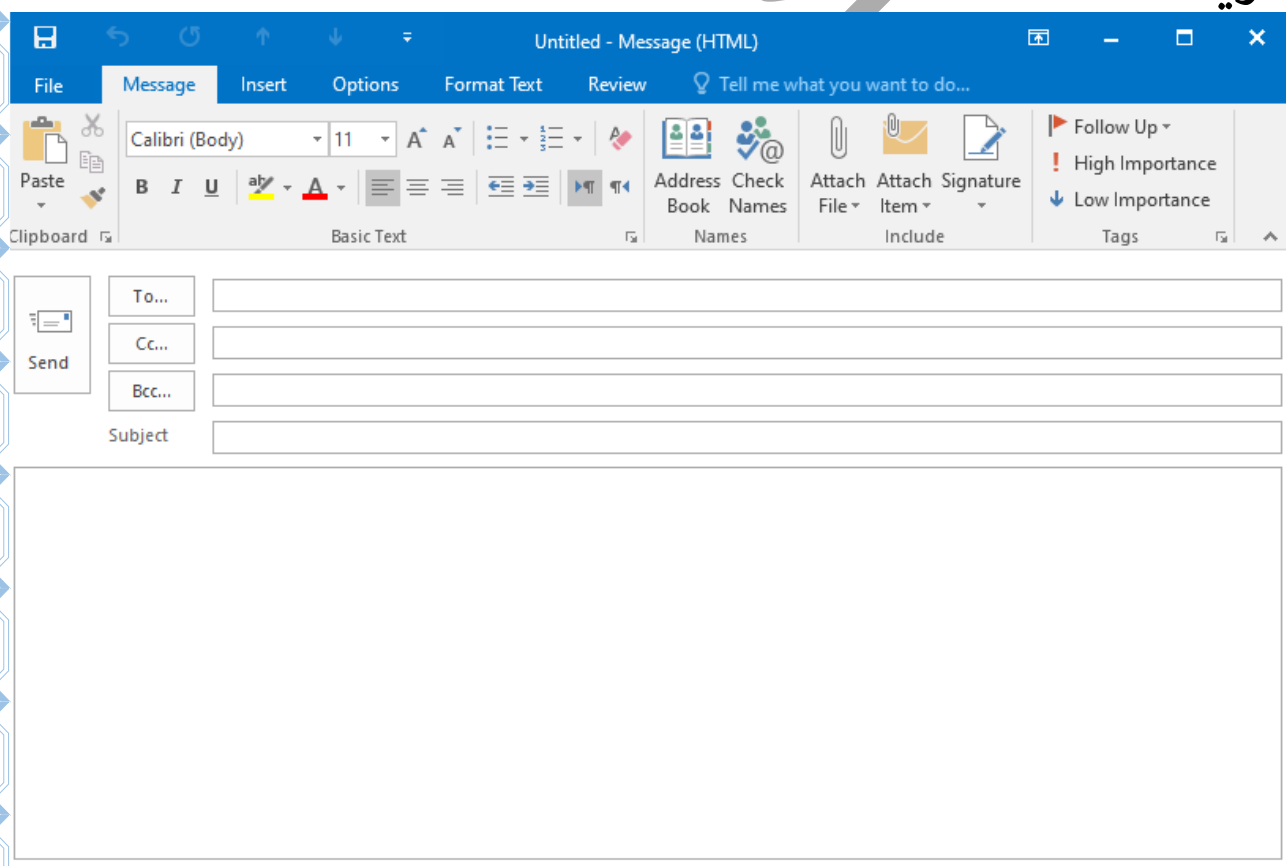 Untitled - Message (HTML)
File Message Insert Options Format Text Review Tell me what you want to do...
Calibri (Body) 11
Paste
B I U
Address Book
Check Names
Attach File
Attach Item
Signature
Follow Up
High Importance
Low Importance
Clipboard Basic Text Names Include Tags
To...
Cc...
Send
Bcc...
Subject